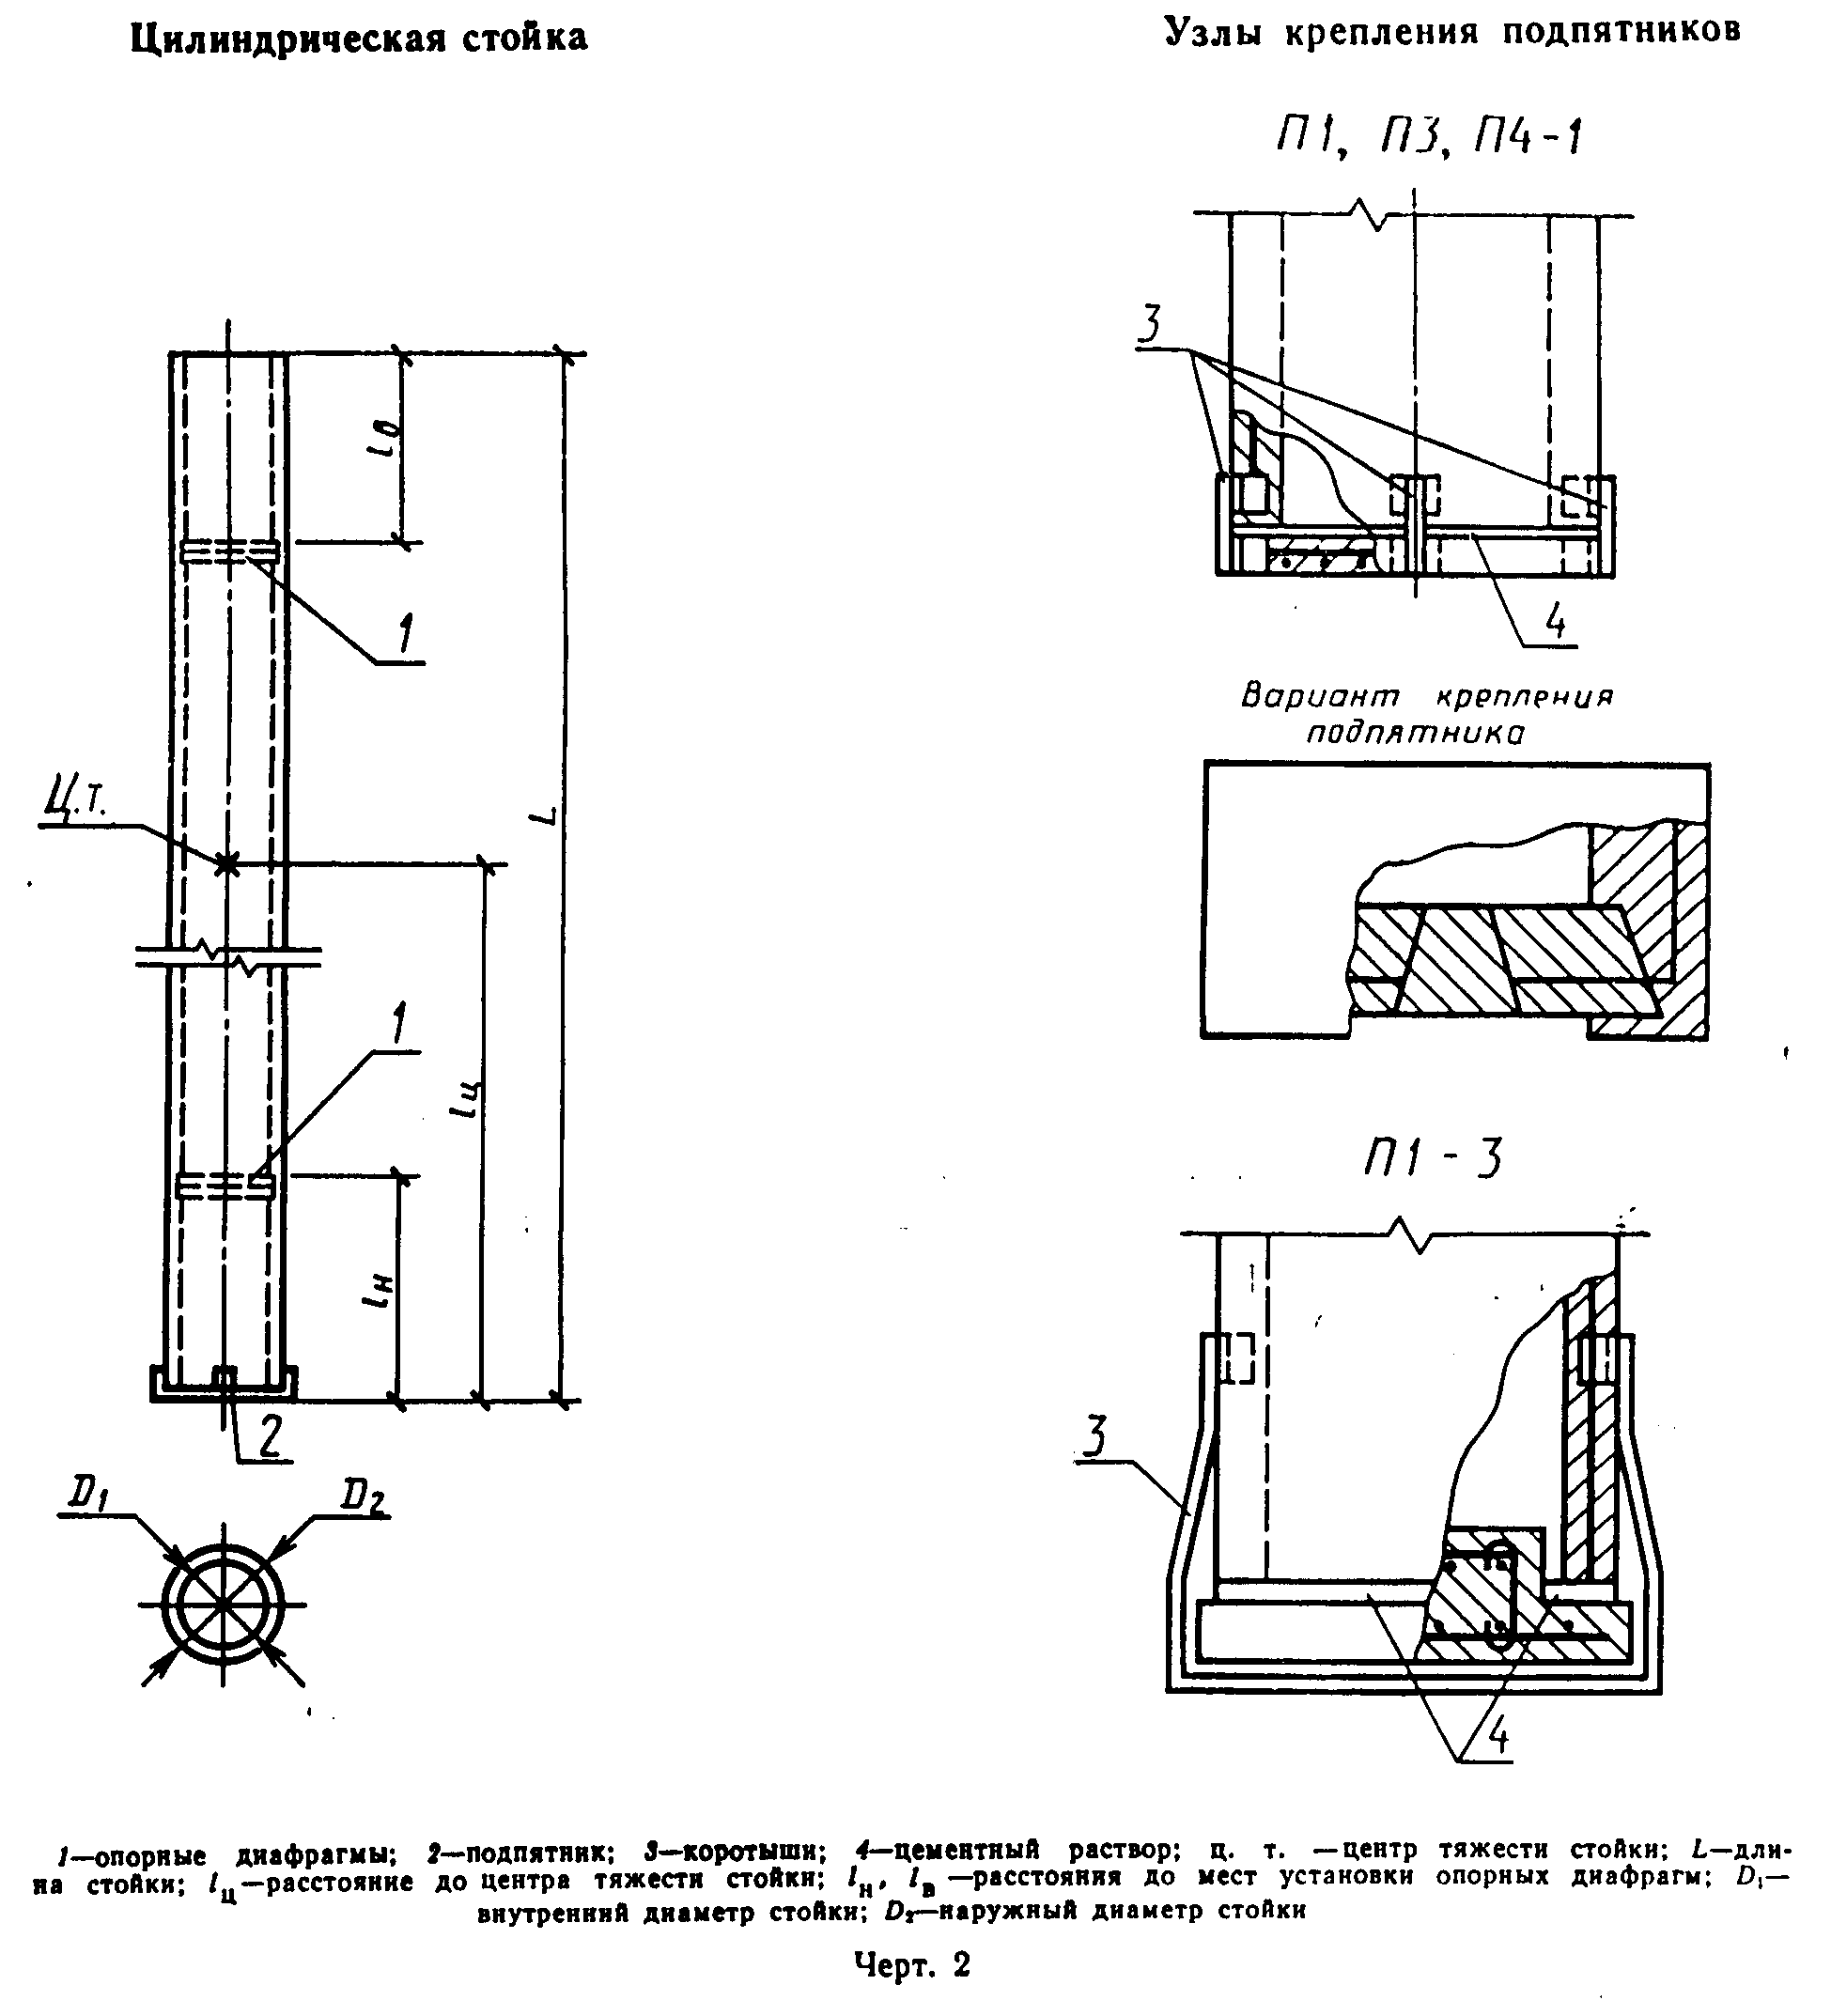 Цилиндрическая стойка
Узлы крепления подпятников
П1, П3, П4-1
3
lв
1
4
Вариант крепления
подпятника
Ц.т.
L
1
lц
П1-3
lн
3
2
D1
D2
4
1—опорные диафрагмы; 2—подпятник; 3—коротыши; 4—цементный раствор; ц. т. —центр тяжести стойки; L—дли-
на стойки; lц—расстояние до центра тяжести стойки; lн, lв —расстояния до мест установки опорных диафрагм; D1—
внутренний диаметр стойки; D2—наружный диаметр стойки
Черт. 2